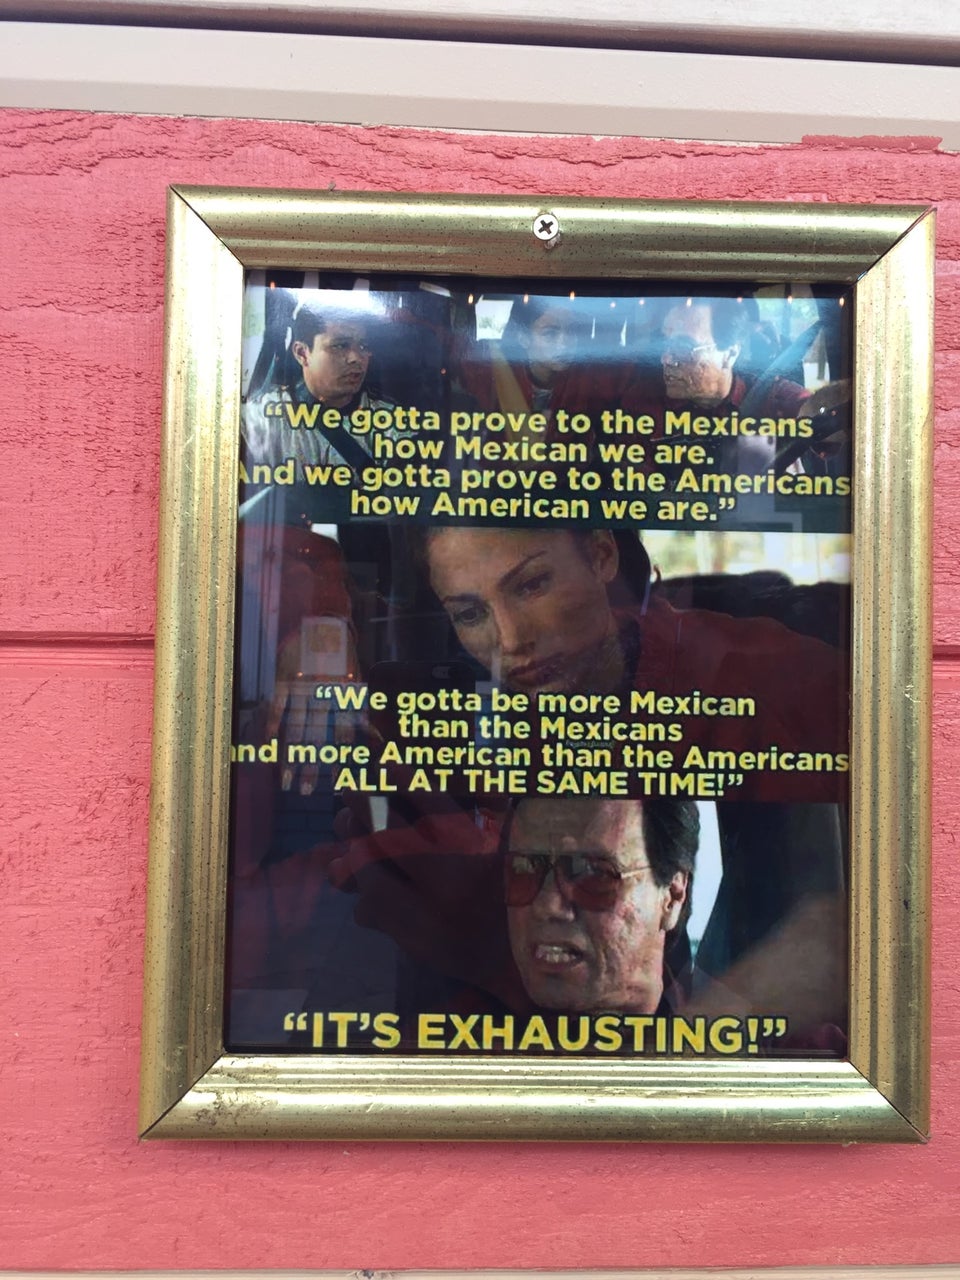 “We gotta prove to the Mexicans
how Mexican we are.
And we gotta prove to the Americans
how American we are.”
“We gotta be more Mexican
than the Mexicans
and more American than the Americans
ALL AT THE SAME TIME!”
“IT’S EXHAUSTING!”